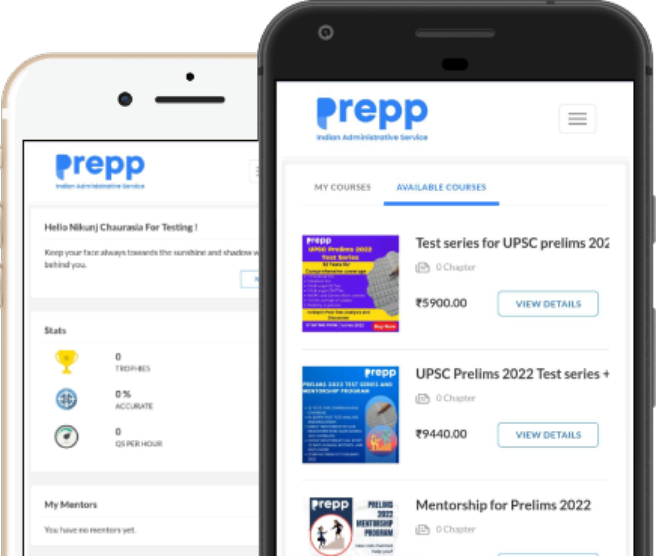 Prepp
Indian Administrative Service
Hello Nikunj Chaurasia For Testing !
Keep your face always towards the sunshine and shadow
behind you.
Stats
0
TROPHIES
0 %
ACCURATE
0
QS PER HOUR
My Mentors
You have no mentors yet.
Prepp
Indian Administrative Service
MY COURSES
AVAILABLE COURSES
Prepp
UPSC Prelims 2022
Test Series
Comprehensive coverage
Buy Now
Test series for UPSC prelims 202
0 Chapter
₹5900.00
VIEW DETAILS
Prepp
PRELIMS 2022 TEST SERIES AND
MENTORSHIP PROGRAM
UPSC Prelims 2022 Test series +
0 Chapter
₹9440.00
VIEW DETAILS
Prepp
PRELIMS
2022
MENTORSHIP
PROGRAM
Mentorship for Prelims 2022
0 Chapter